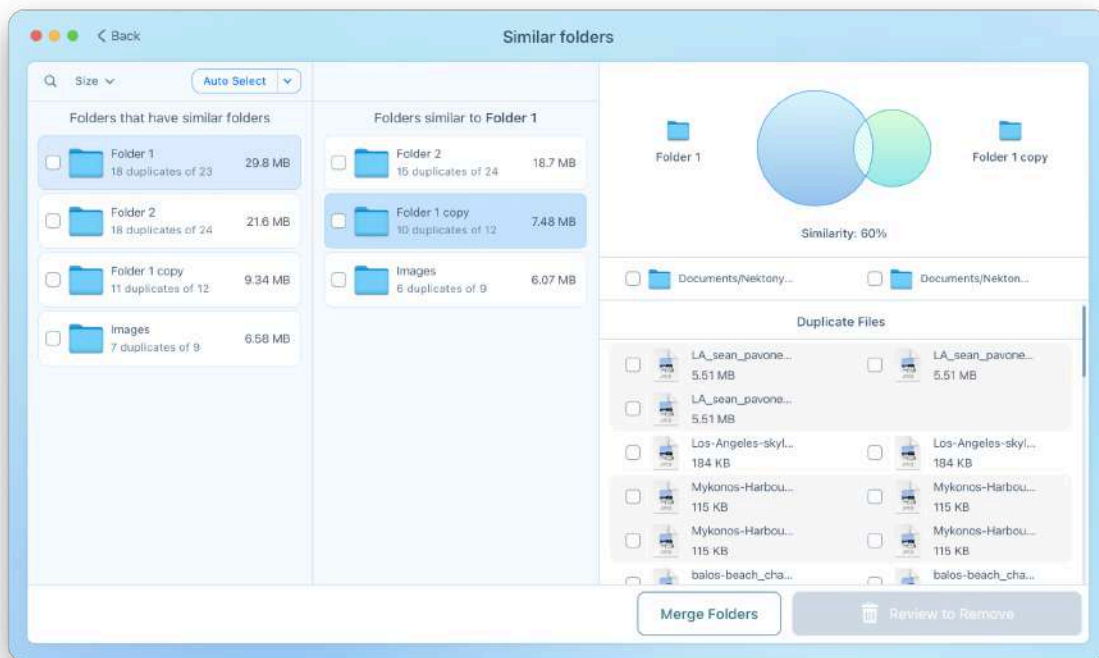 Back
Similar folders
Size
Auto Select
Folders that have similar folders
Folder 1
18 duplicates of 23
29.8 MB
Folder 2
18 duplicates of 24
21.6 MB
Folder 1 copy
11 duplicates of 12
9.34 MB
Images
7 duplicates of 9
6.58 MB
Folders similar to Folder 1
Folder 2
15 duplicates of 24
18.7 MB
Folder 1 copy
10 duplicates of 12
7.48 MB
Images
6 duplicates of 9
6.07 MB
Folder 1
Folder 1 copy
Similarity: 60%
Documents/Nektony...
Documents/Nekton...
Duplicate Files
LA_sean_pavone...
5.51 MB
LA_sean_pavone...
5.51 MB
LA_sean_pavone...
5.51 MB
Los-Angeles-skyl...
184 KB
Los-Angeles-skyl...
184 KB
Mykonos-Harbou...
115 KB
Mykonos-Harbou...
115 KB
Mykonos-Harbou...
115 KB
Mykonos-Harbou...
115 KB
balos-beach_cha...
balos-beach_cha...
Merge Folders
Review to Remove